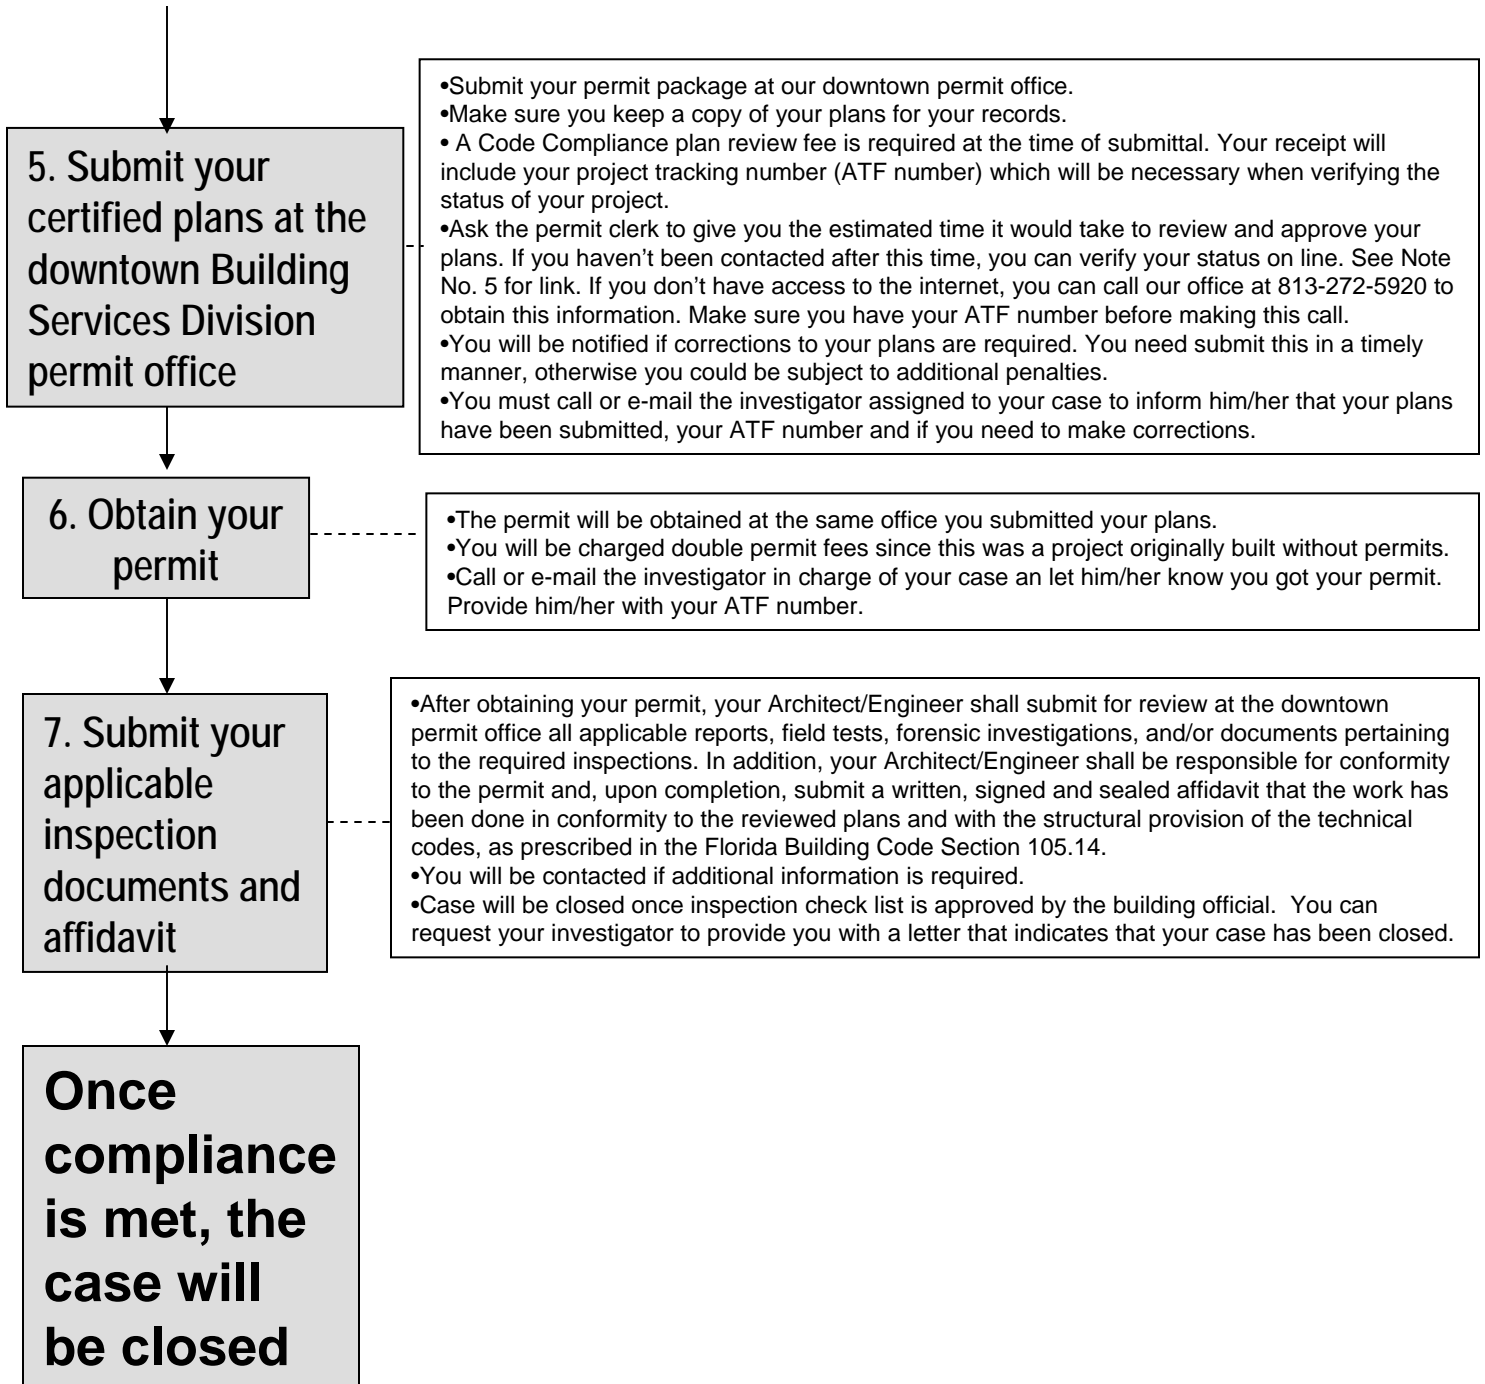 5. Submit your
certified plans at the
downtown Building
Services Division
permit office
•Submit your permit package at our downtown permit office.
•Make sure you keep a copy of your plans for your records.
• A Code Compliance plan review fee is required at the time of submittal. Your receipt will
include your project tracking number (ATF number) which will be necessary when verifying the
status of your project.
•Ask the permit clerk to give you the estimated time it would take to review and approve your
plans. If you haven’t been contacted after this time, you can verify your status on line. See Note
No. 5 for link. If you don’t have access to the internet, you can call our office at 813-272-5920 to
obtain this information. Make sure you have your ATF number before making this call.
•You will be notified if corrections to your plans are required. You need submit this in a timely
manner, otherwise you could be subject to additional penalties.
•You must call or e-mail the investigator assigned to your case to inform him/her that your plans
have been submitted, your ATF number and if you need to make corrections.
6. Obtain your
permit
•The permit will be obtained at the same office you submitted your plans.
•You will be charged double permit fees since this was a project originally built without permits.
•Call or e-mail the investigator in charge of your case an let him/her know you got your permit.
Provide him/her with your ATF number.
7. Submit your
applicable
inspection
documents and
affidavit
•After obtaining your permit, your Architect/Engineer shall submit for review at the downtown
permit office all applicable reports, field tests, forensic investigations, and/or documents pertaining
to the required inspections. In addition, your Architect/Engineer shall be responsible for conformity
to the permit and, upon completion, submit a written, signed and sealed affidavit that the work has
been done in conformity to the reviewed plans and with the structural provision of the technical
codes, as prescribed in the Florida Building Code Section 105.14.
•You will be contacted if additional information is required.
•Case will be closed once inspection check list is approved by the building official.  You can
request your investigator to provide you with a letter that indicates that your case has been closed.
Once
compliance
is met, the
case will
be closed